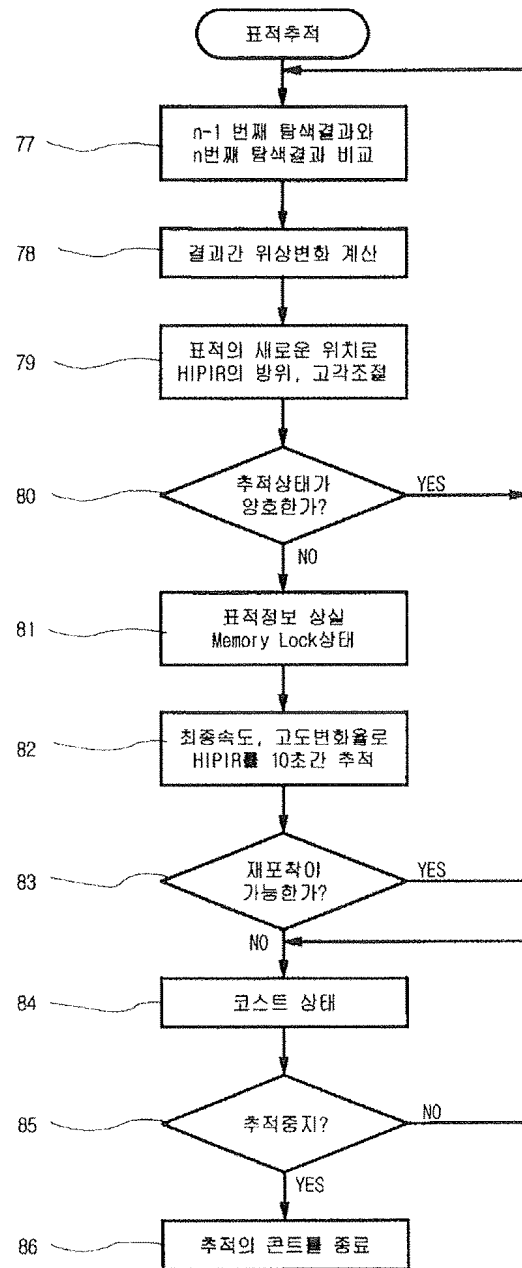 표적추적
77
n-1 번째 탐색결과와
n번째 탐색결과 비교
78
결과간 위상변화 계산
79
표적의 새로운 위치로
HIPIR의 방위, 고각조절
80
추적상태가
양호한가?
YES
NO
81
표적정보 상실
Memory Lock상태
82
최종속도, 고도변화율로
HIPIR를 10초간 추적
83
재포착이
가능한가?
YES
NO
84
코스트 상태
85
추적중지?
NO
YES
86
추적의 콘트롤 종료